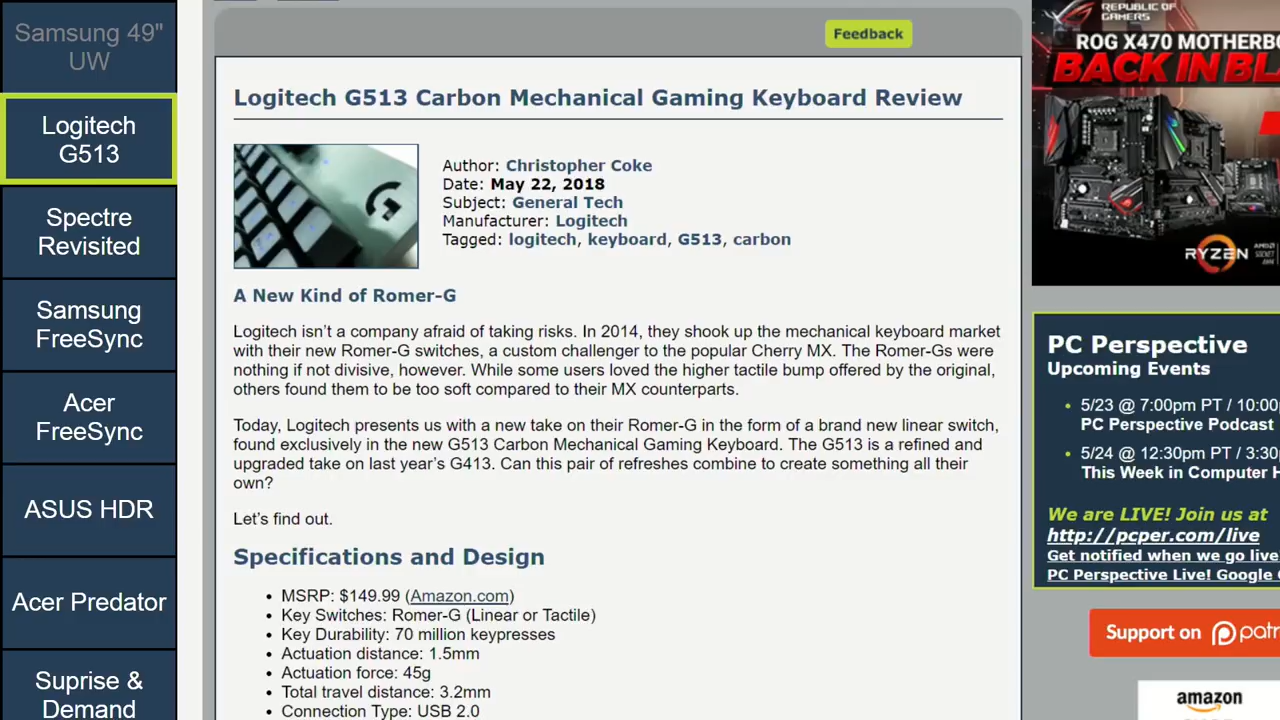 Samsung 49"
UW
Logitech
G513
Spectre
Revisited
Samsung
FreeSync
Acer
FreeSync
ASUS HDR
Acer Predator
Suprise &
Demand
Feedback
Logitech G513 Carbon Mechanical Gaming Keyboard Review
Author: Christopher Coke
Date: May 22, 2018
Subject: General Tech
Manufacturer: Logitech
Tagged: logitech, keyboard, G513, carbon
A New Kind of Romer-G
Logitech isn’t a company afraid of taking risks. In 2014, they shook up the mechanical keyboard market
with their new Romer-G switches, a custom challenger to the popular Cherry MX. The Romer-Gs were
nothing if not divisive, however. While some users loved the higher tactile bump offered by the original,
others found them to be too soft compared to their MX counterparts.
Today, Logitech presents us with a new take on their Romer-G in the form of a brand new linear switch,
found exclusively in the new G513 Carbon Mechanical Gaming Keyboard. The G513 is a refined and
upgraded take on last year’s G413. Can this pair of refreshes combine to create something all their
own?
Let’s find out.
Specifications and Design
• MSRP: $149.99 (Amazon.com)
• Key Switches: Romer-G (Linear or Tactile)
• Key Durability: 70 million keypresses
• Actuation distance: 1.5mm
• Actuation force: 45g
• Total travel distance: 3.2mm
• Connection Type: USB 2.0
REPUBLIC OF
GAMERS
ROG X470 MOTHERBO
BACK IN BL
RYZEN
PC Perspective
Upcoming Events
• 5/23 @ 7:00pm PT / 10:00
PC Perspective Podcast
• 5/24 @ 12:30pm PT / 3:30
This Week in Computer H
We are LIVE! Join us at
http://pcper.com/live
Get notified when we go live
PC Perspective Live! Google
Support on patr
amazon